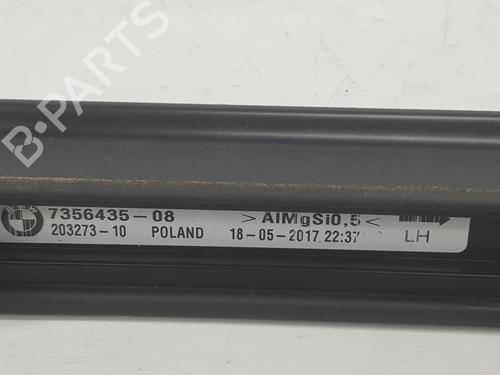 B-PARTS
7356435-08 >AlMgSi0,5<
203273-10 POLAND 18-05-2017 22:37 LH